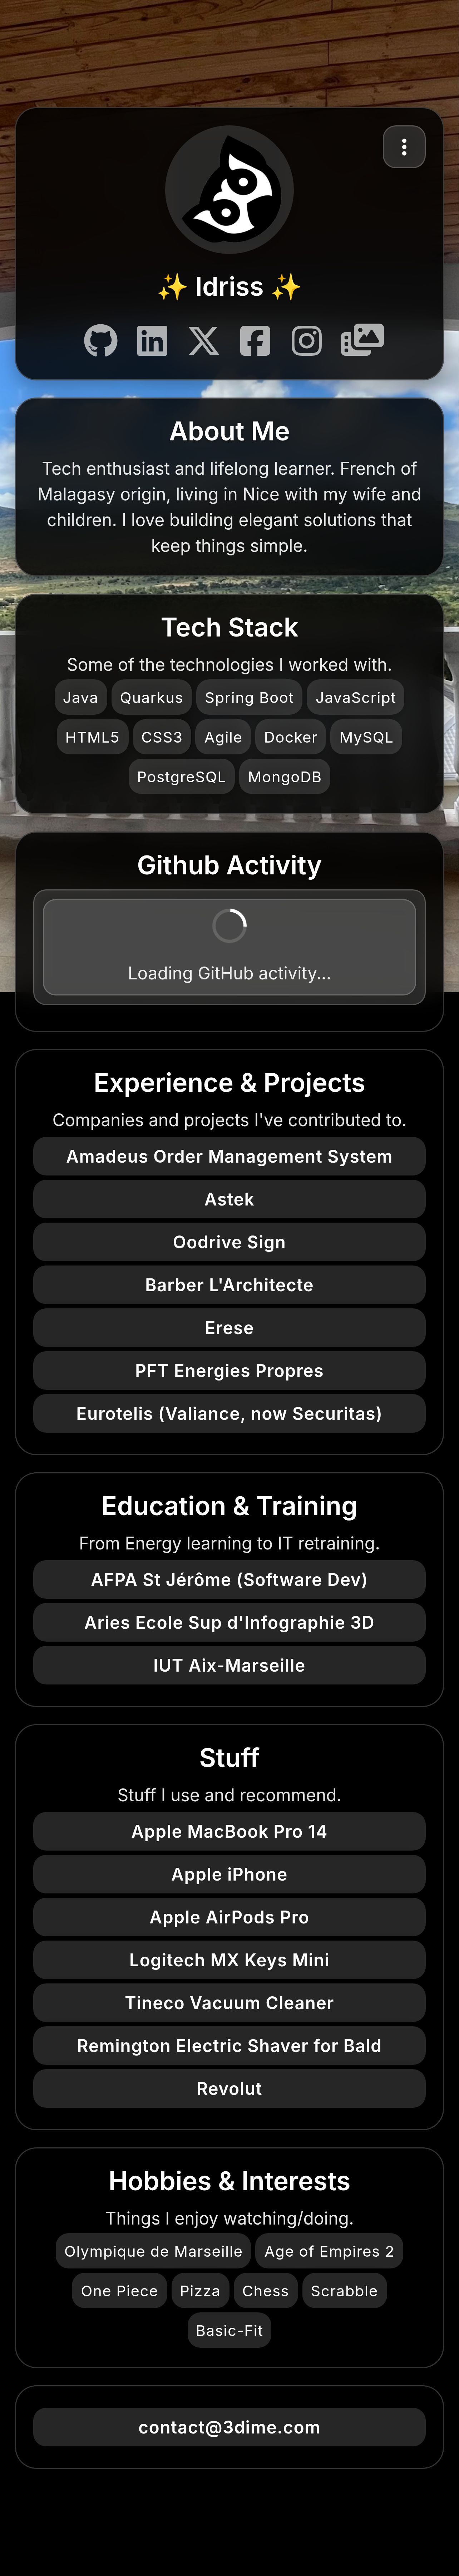 ✨ Idriss ✨
About Me
Tech enthusiast and lifelong learner. French of
Malagasy origin, living in Nice with my wife and
children. I love building elegant solutions that
keep things simple.
Tech Stack
Some of the technologies I worked with.
Java Quarkus Spring Boot JavaScript
HTML5 CSS3 Agile Docker MySQL
PostgreSQL MongoDB
Github Activity
Loading GitHub activity...
Experience & Projects
Companies and projects I've contributed to.
Amadeus Order Management System
Astek
Oodrive Sign
Barber L'Architecte
Erese
PFT Energies Propres
Eurotelis (Valiance, now Securitas)
Education & Training
From Energy learning to IT retraining.
AFPA St Jérôme (Software Dev)
Aries Ecole Sup d'Infographie 3D
IUT Aix-Marseille
Stuff
Stuff I use and recommend.
Apple MacBook Pro 14
Apple iPhone
Apple AirPods Pro
Logitech MX Keys Mini
Tineco Vacuum Cleaner
Remington Electric Shaver for Bald
Revolut
Hobbies & Interests
Things I enjoy watching/doing.
Olympique de Marseille Age of Empires 2
One Piece Pizza Chess Scrabble
Basic-Fit
contact@3dime.com